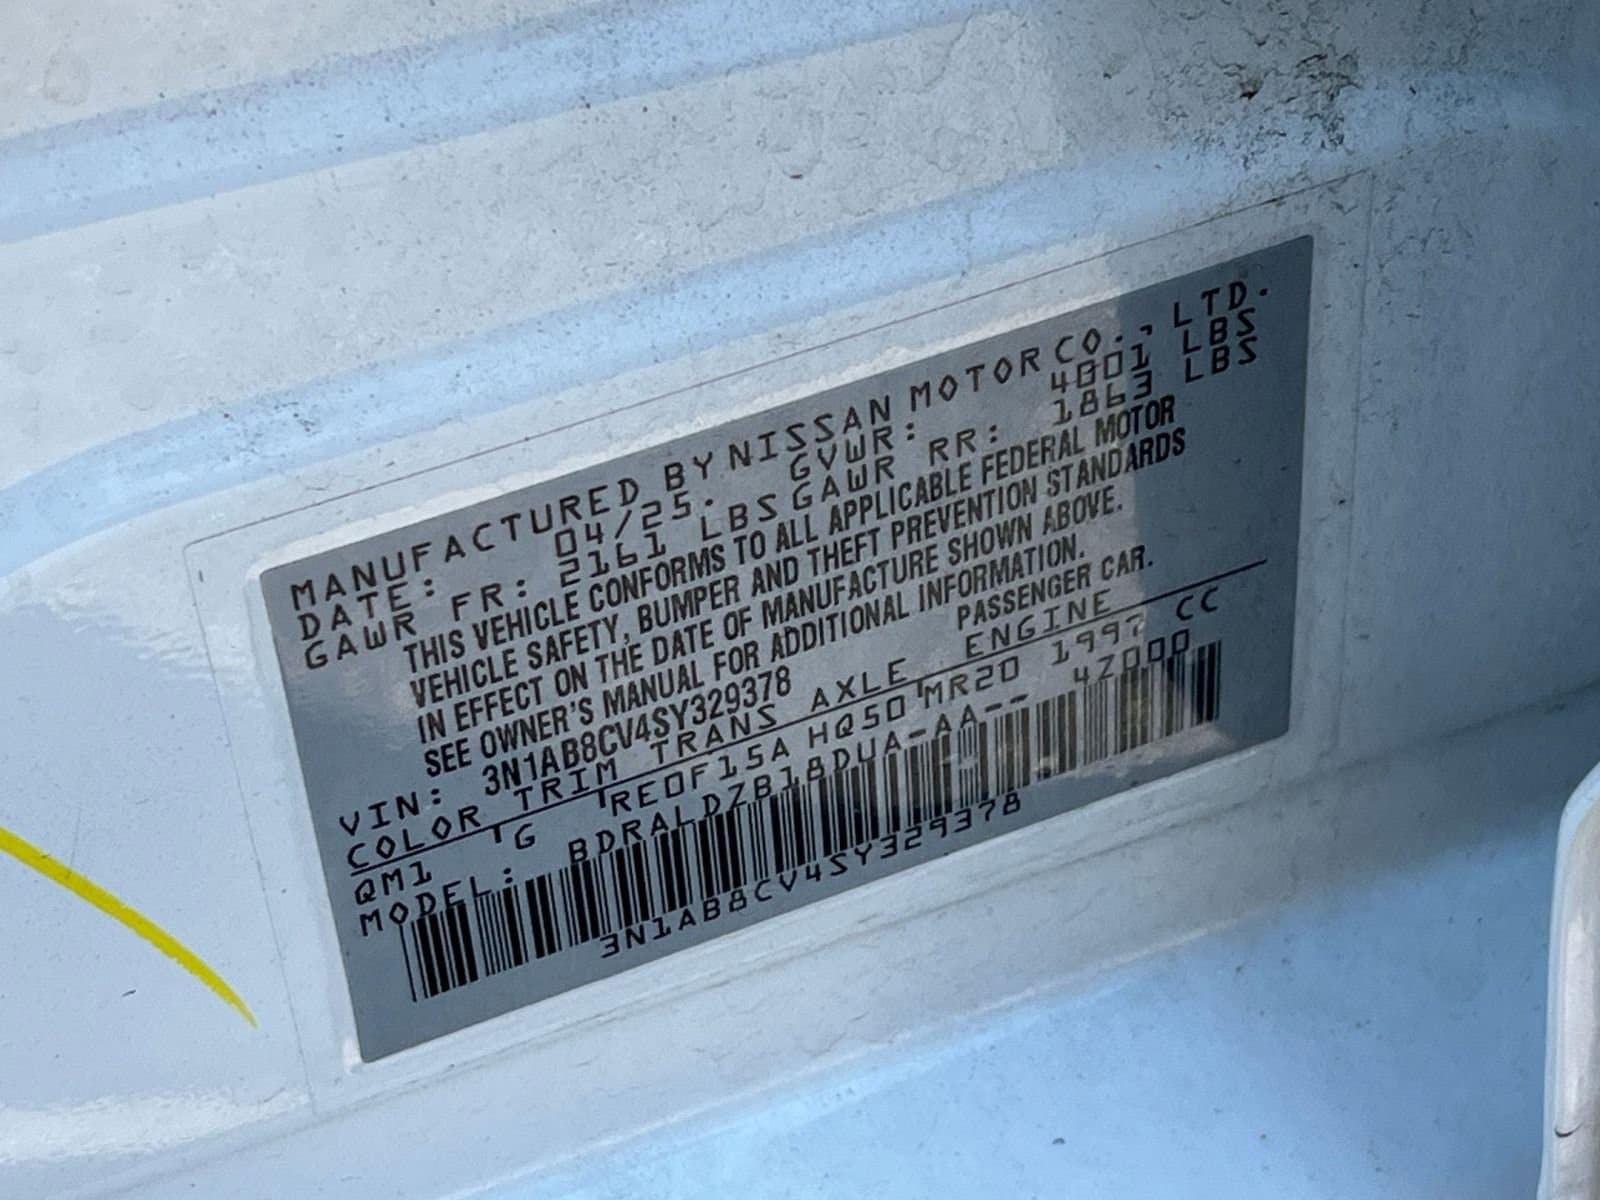 MANUFACTURED BY NISSAN MOTOR CO., LTD.
DATE: 04/25. GVWR: 4001 LBS
GAWR FR: 2161 LBS GAWR RR: 1863 LBS
THIS VEHICLE CONFORMS TO ALL APPLICABLE FEDERAL MOTOR
VEHICLE SAFETY, BUMPER AND THEFT PREVENTION STANDARDS
IN EFFECT ON THE DATE OF MANUFACTURE SHOWN ABOVE.
SEE OWNER'S MANUAL FOR ADDITIONAL INFORMATION.
VIN: 3N1AB8CV4SY329378 PASSENGER CAR.
COLOR TRIM TRANS AXLE ENGINE
QM1 G RE0F15A HQ50 MR20 1997 CC
MODEL: BDRALDZB18DUA-AA-- 4Z000
3N1AB8CV4SY329378